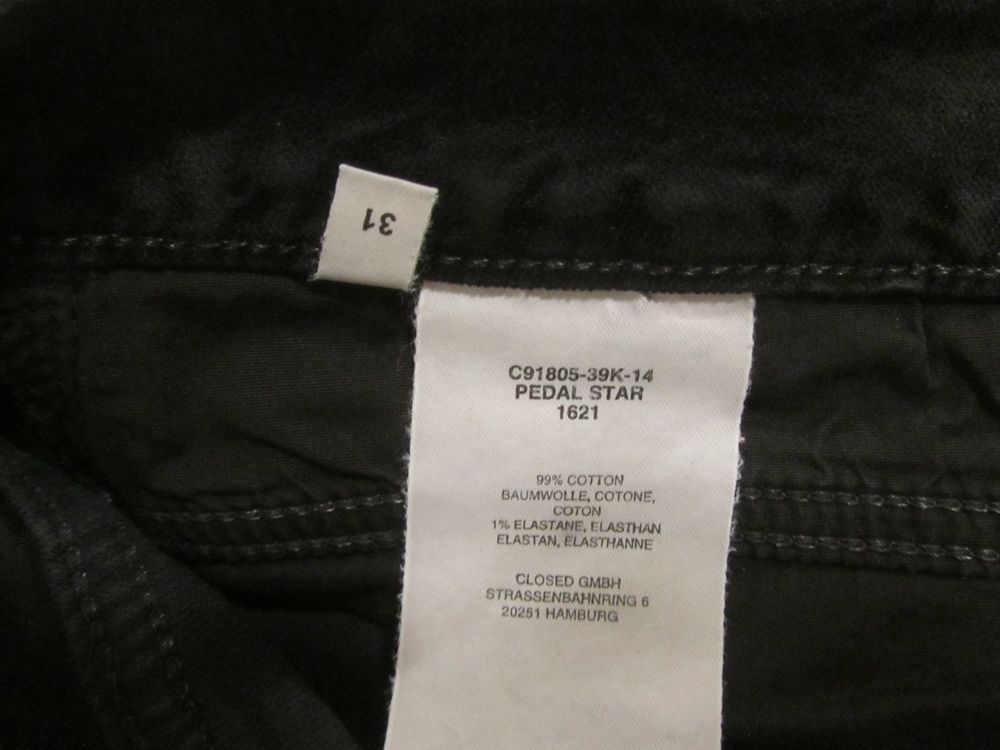 31
C91805-39K-14
PEDAL STAR
1621
99% COTTON
BAUMWOLLE, COTONE,
COTON
1% ELASTANE, ELASTHAN
ELASTAN, ELASTHANNE
CLOSED GMBH
STRASSENBAHNRING 6
20251 HAMBURG